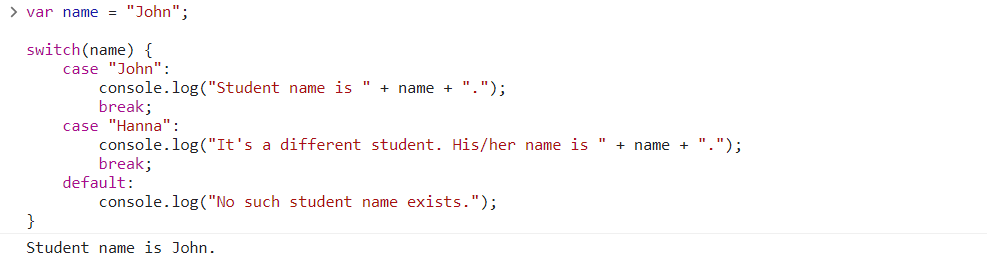 > var name = "John";
switch(name) {
    case "John":
        console.log("Student name is " + name + ".");
        break;
    case "Hanna":
        console.log("It's a different student. His/her name is " + name + ".");
        break;
    default:
        console.log("No such student name exists.");
}
Student name is John.